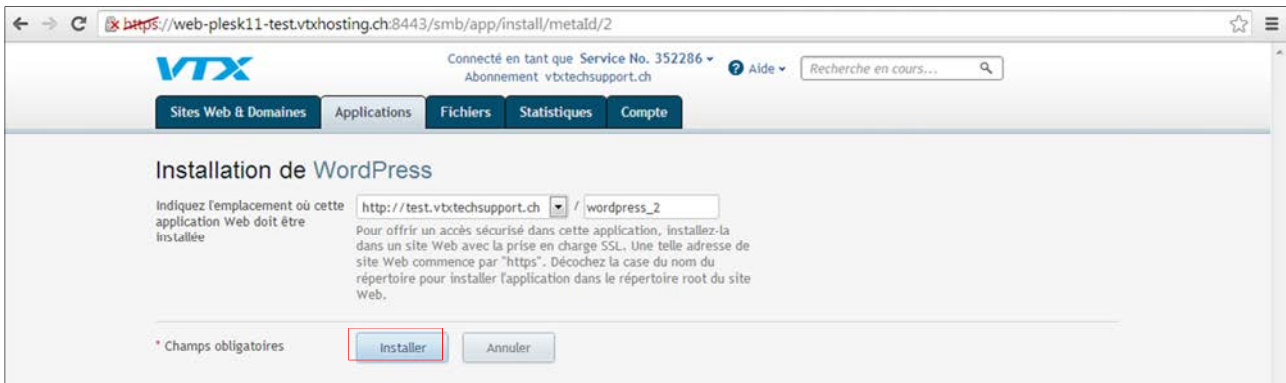 https://web-plesk11-test.vtxhosting.ch:8443/smb/app/install/metaId/2
VTX
Connecté en tant que Service No. 352286
Abonnement vtxtechsupport.ch
? Aide
Recherche en cours...
Sites Web & Domaines
Applications
Fichiers
Statistiques
Compte
Installation de WordPress
Indiquez l'emplacement où cette
application Web doit être
installée
http://test.vtxtechsupport.ch / wordpress_2
Pour offrir un accès sécurisé dans cette application, installez-la
dans un site Web avec la prise en charge SSL. Une telle adresse de
site Web commence par "https". Décochez la case du nom du
répertoire pour installer l'application dans le répertoire root du site
Web.
* Champs obligatoires
Installer
Annuler